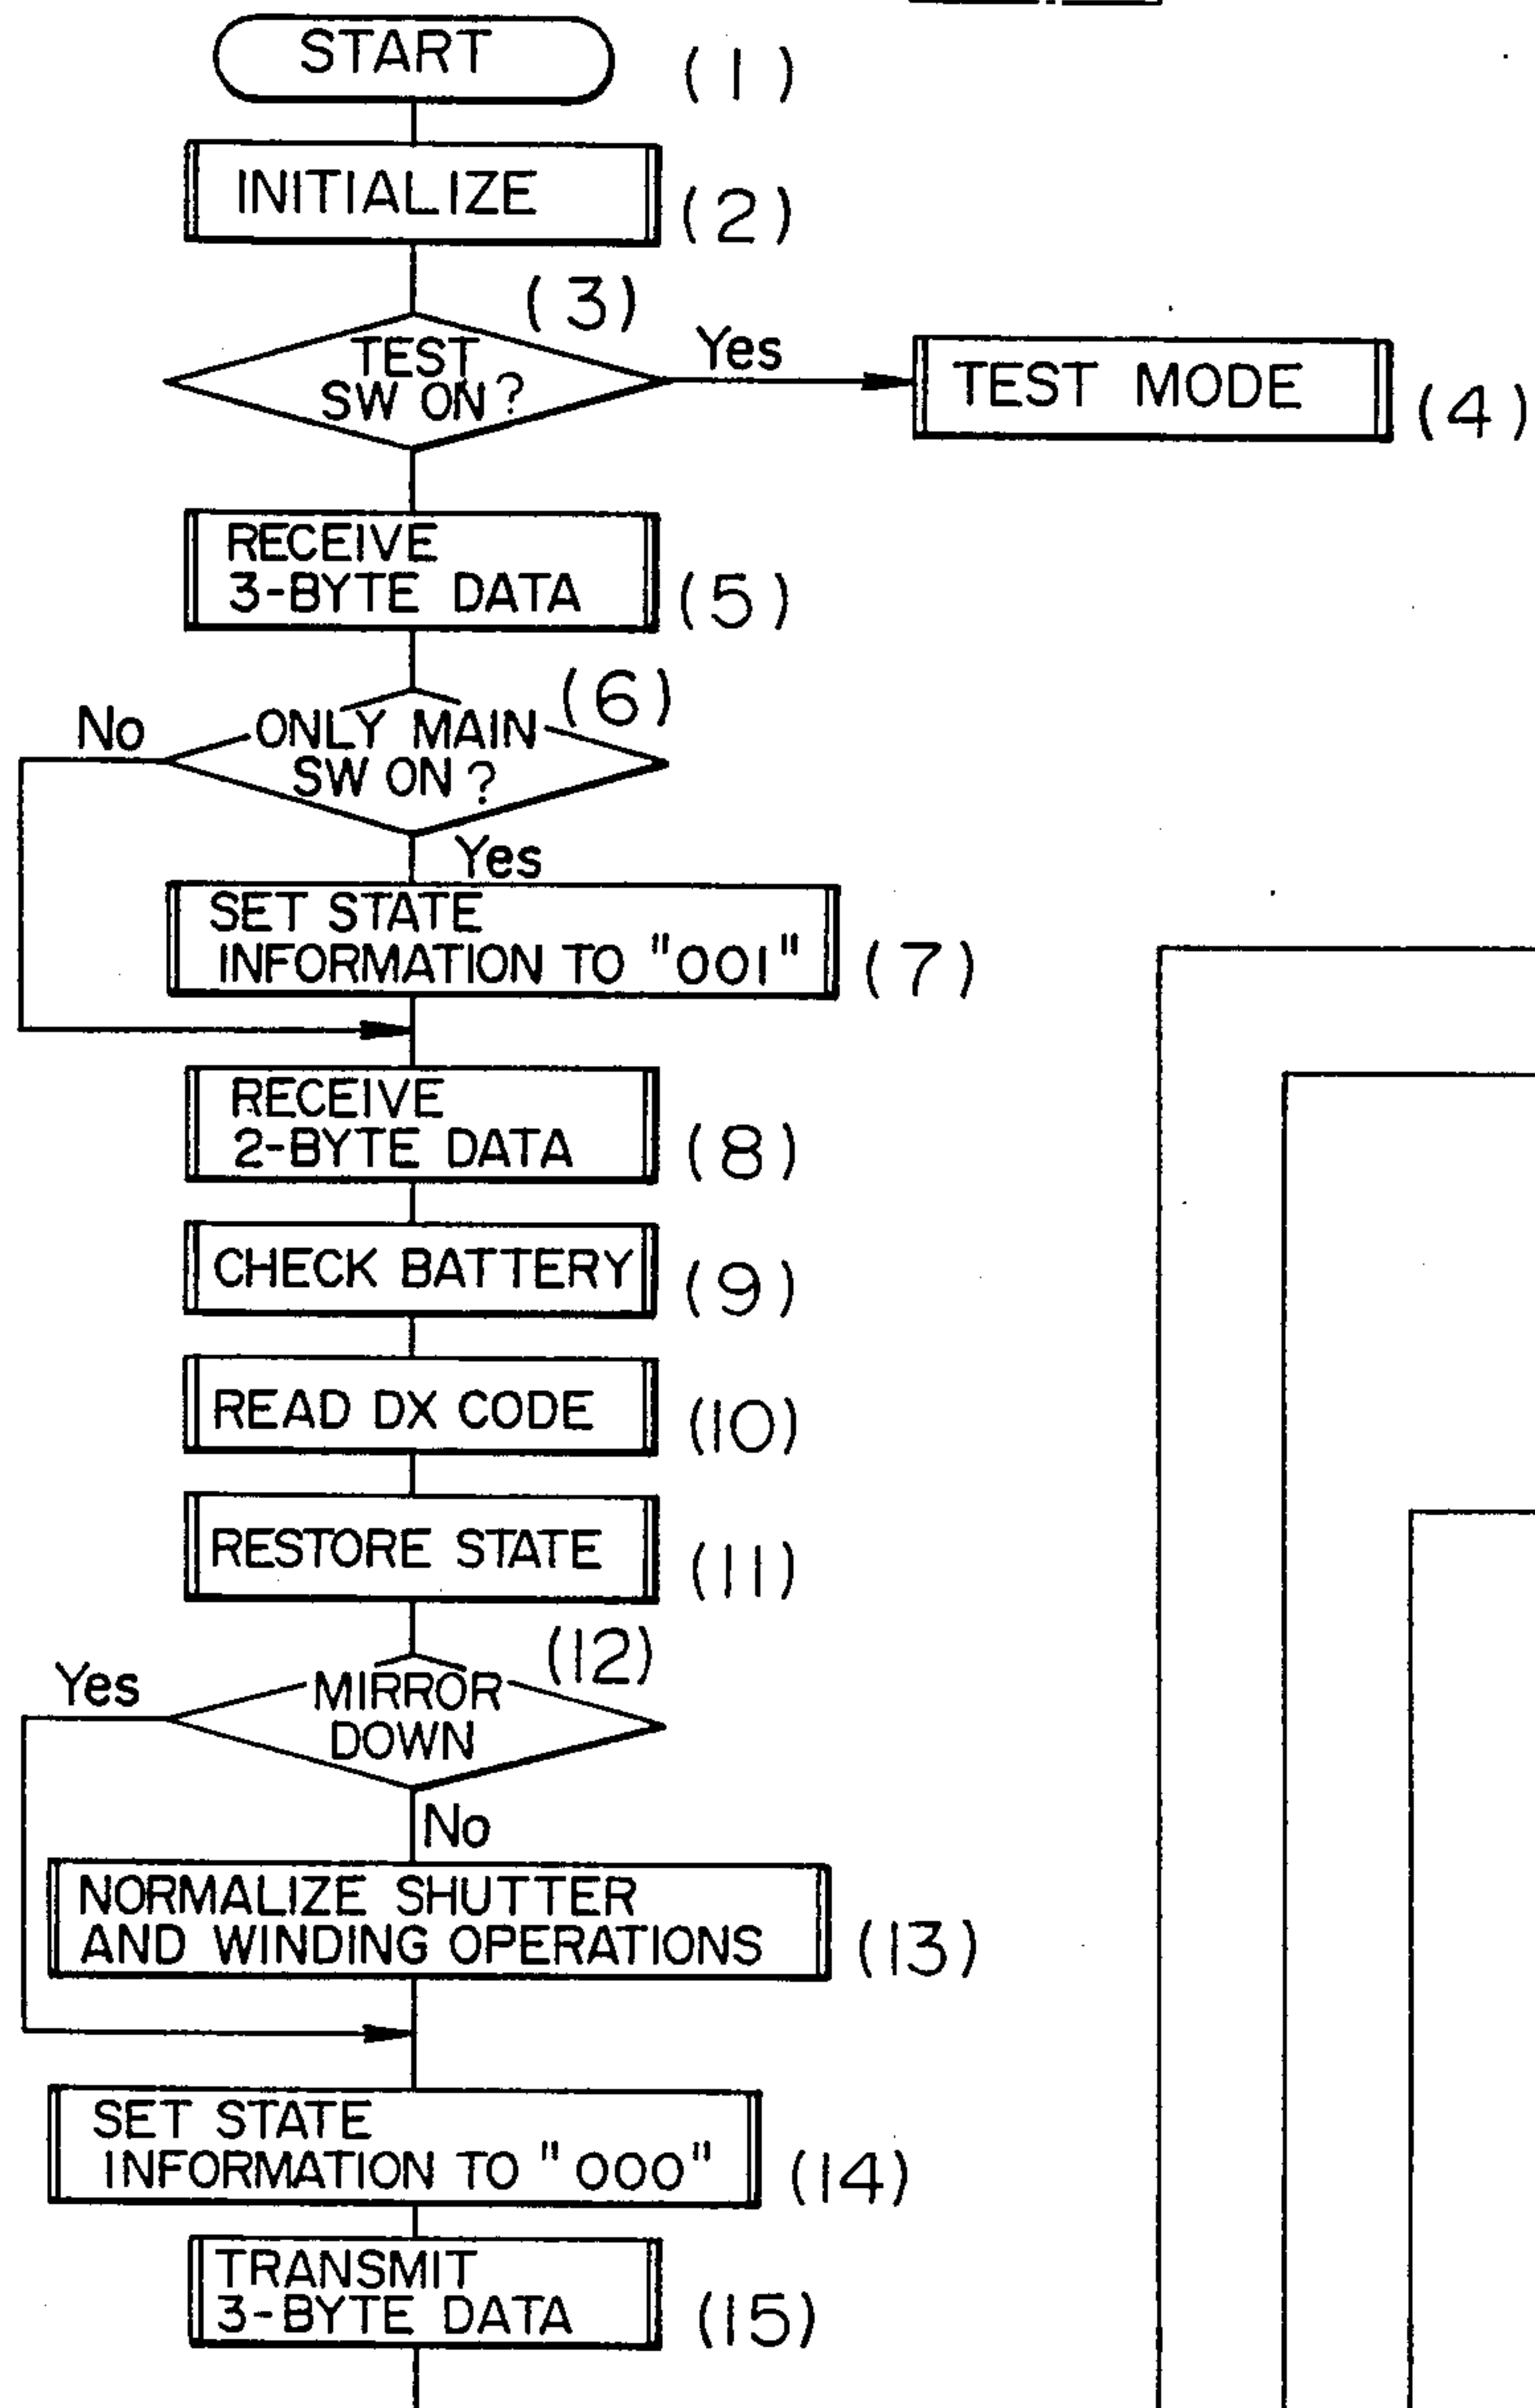 START
(1)
INITIALIZE
(2)
(3)
TEST
SW ON?
Yes
TEST MODE
(4)
RECEIVE
3-BYTE DATA
(5)
(6)
No
ONLY MAIN
SW ON?
Yes
SET STATE
INFORMATION TO "001"
(7)
RECEIVE
2-BYTE DATA
(8)
CHECK BATTERY
(9)
READ DX CODE
(10)
RESTORE STATE
(11)
(12)
Yes
MIRROR
DOWN
No
NORMALIZE SHUTTER
AND WINDING OPERATIONS
(13)
SET STATE
INFORMATION TO "000"
(14)
TRANSMIT
3-BYTE DATA
(15)